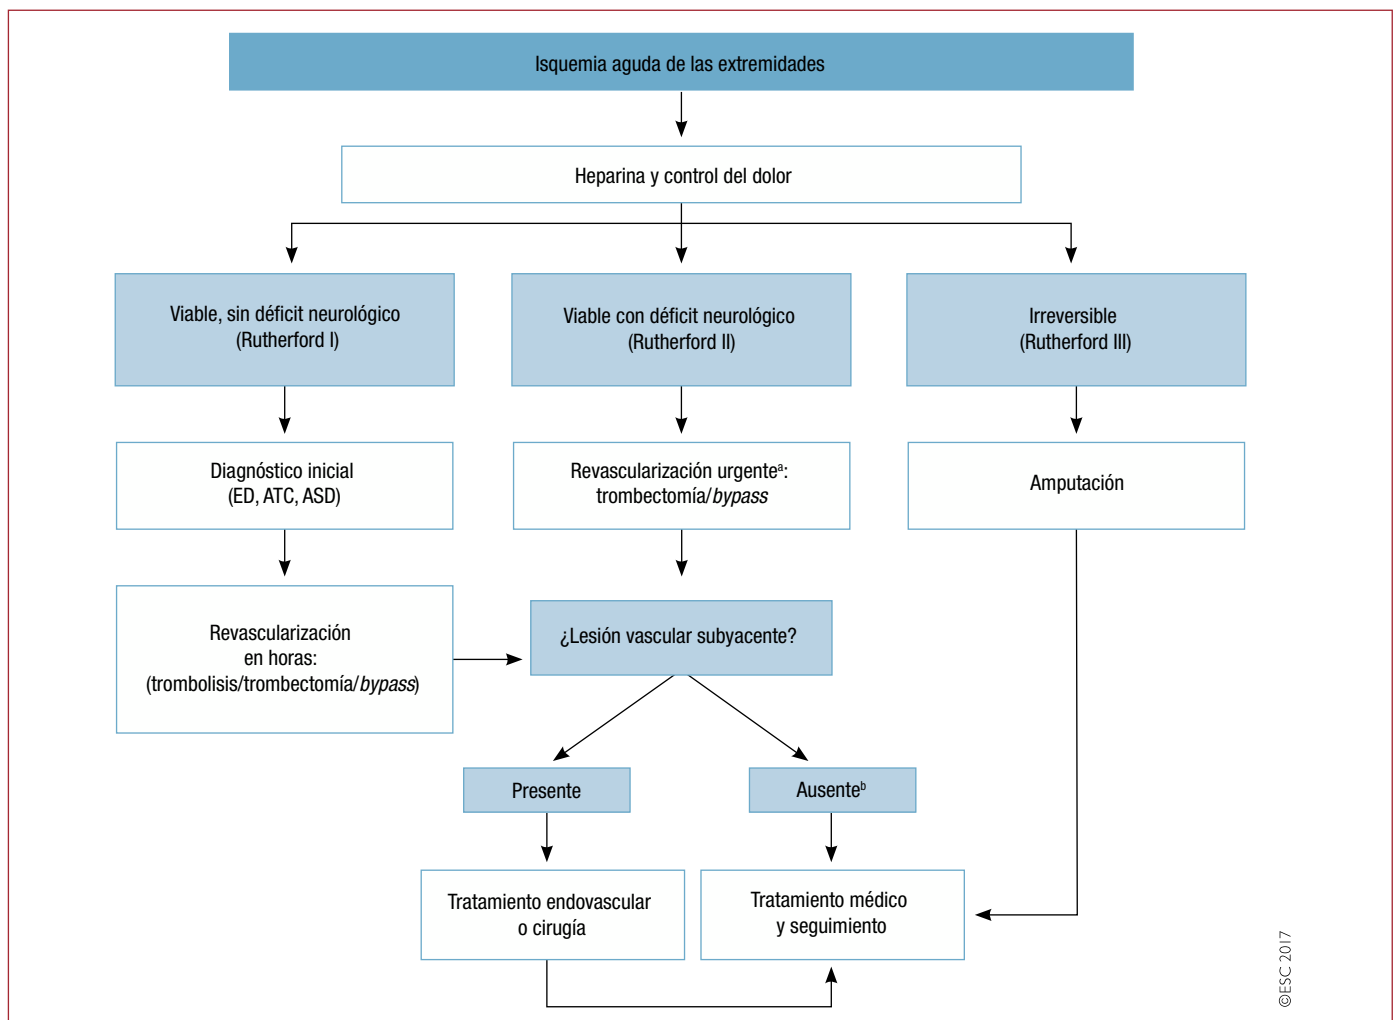 Isquemia aguda de las extremidades
Heparina y control del dolor
Viable, sin déficit neurológico
(Rutherford I)
Viable con déficit neurológico
(Rutherford II)
Irreversible
(Rutherford III)
Diagnóstico inicial
(ED, ATC, ASD)
Revascularización urgenteᵃ:
trombectomía/bypass
Amputación
Revascularización
en horas:
(trombolisis/trombectomía/bypass)
¿Lesión vascular subyacente?
Presente
Ausenteᵇ
Tratamiento endovascular
o cirugía
Tratamiento médico
y seguimiento
©ESC 2017